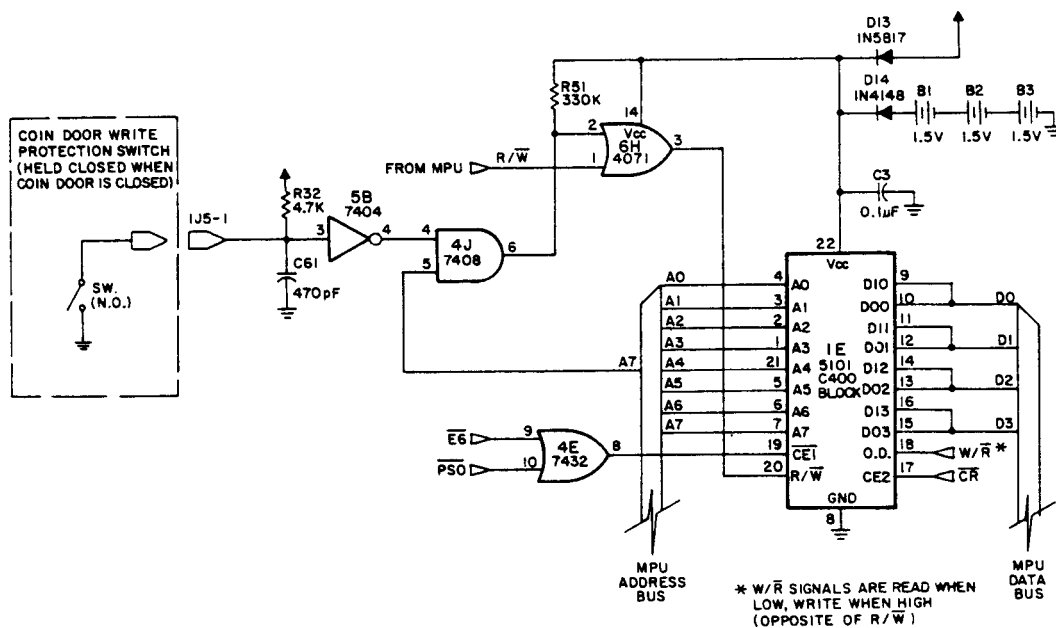 COIN DOOR WRITE
PROTECTION SWITCH
(HELD CLOSED WHEN
COIN DOOR IS CLOSED)
SW.
(N.O.)
1J5-1
R32
4.7K
C61
470pF
3
5B
7404
4
4
5
4J
7408
6
FROM MPU
R/W̅
R51
330K
2
1
14
Vcc
6H
4071
3
D13
1N5817
D14
1N4148
B1
1.5V
B2
1.5V
B3
1.5V
C3
0.1µF
E̅6̅
P̅S̅0̅
9
10
4E
7432
8
A7
A0
A1
A2
A3
A4
A5
A6
A7
4
3
2
1
21
5
6
7
19
20
22
Vcc
A0
A1
A2
A3
A4
A5
A6
A7
C̅E̅1̅
R/W̅
1E
5101
C400
BLOCK
GND
8
DI0
DO0
DI1
DO1
DI2
DO2
DI3
DO3
O.D.
CE2
9
10
11
12
14
13
16
15
18
17
D0
D1
D2
D3
W/R̅ *
C̅R̅
MPU
ADDRESS
BUS
MPU
DATA
BUS
* W/R̅ SIGNALS ARE READ WHEN
LOW, WRITE WHEN HIGH
(OPPOSITE OF R/W̅)